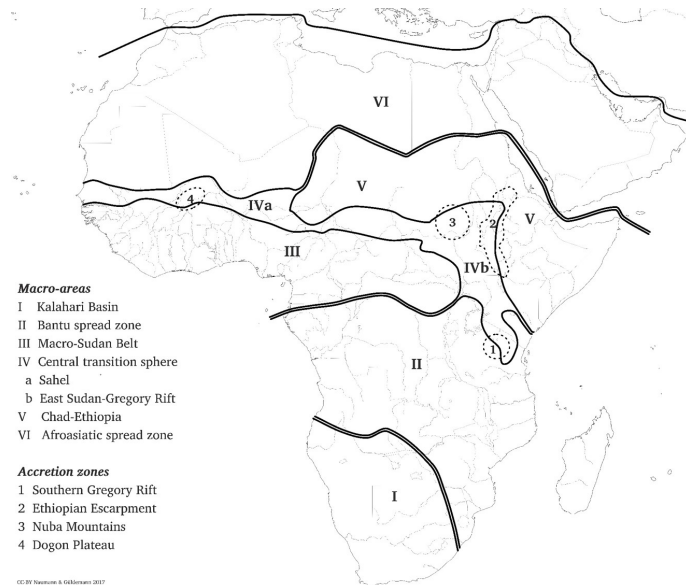 VI
V
4
IVa
3
2
V
III
IVb
1
II
I
Macro-areas
I Kalahari Basin
II Bantu spread zone
III Macro-Sudan Belt
IV Central transition sphere
a Sahel
b East Sudan-Gregory Rift
V Chad-Ethiopia
VI Afroasiatic spread zone
Accretion zones
1 Southern Gregory Rift
2 Ethiopian Escarpment
3 Nuba Mountains
4 Dogon Plateau
CC-BY Naumann & Güldemann 2017